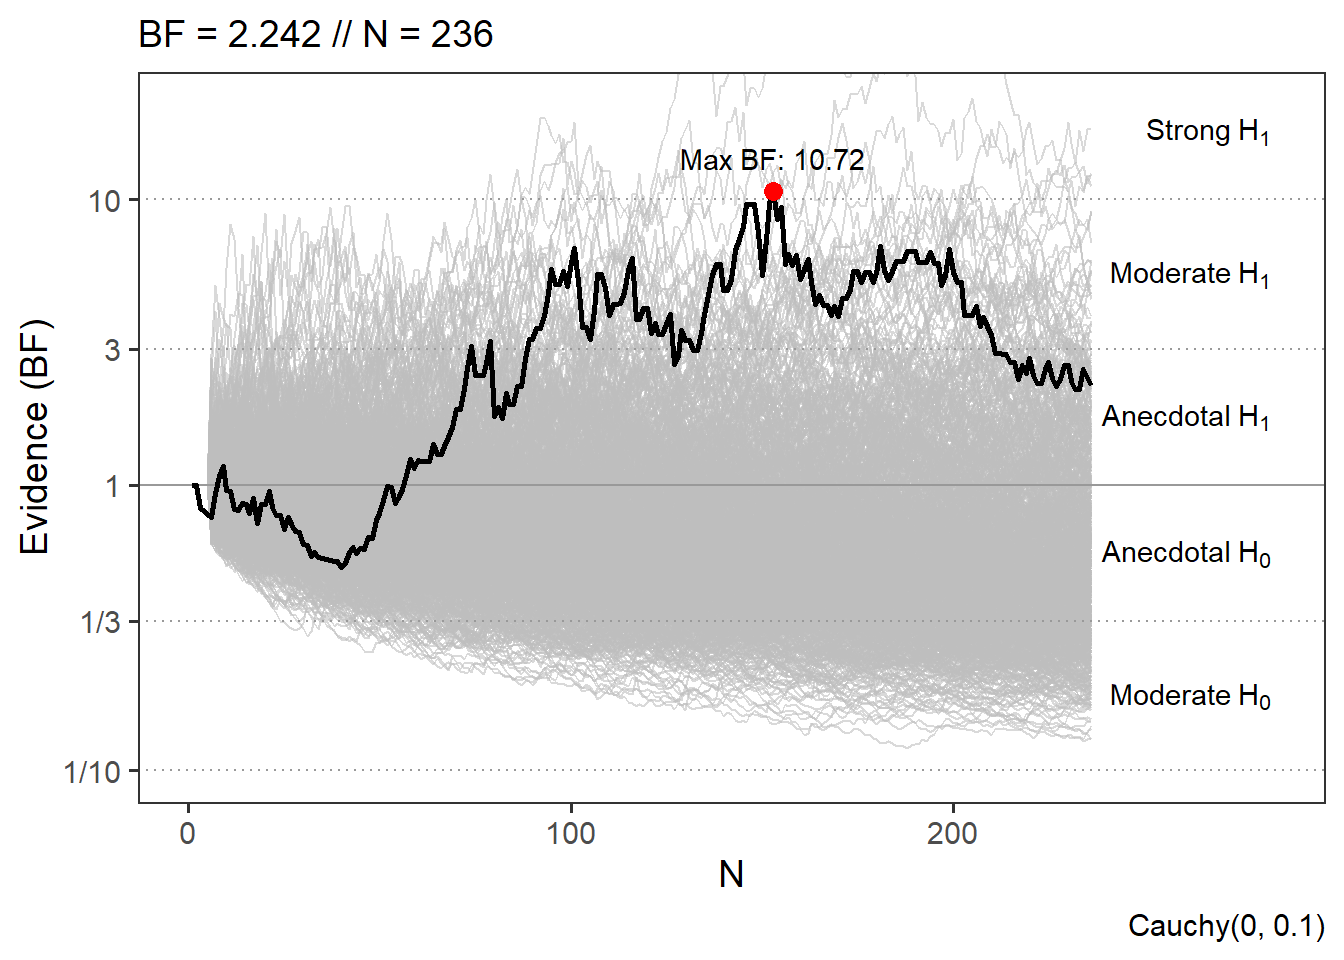 BF = 2.242 // N = 236
Evidence (BF)
10
3
1
1/3
1/10
Max BF: 10.72
Strong H₁
Moderate H₁
Anecdotal H₁
Anecdotal H₀
Moderate H₀
0
100
200
N
Cauchy(0, 0.1)